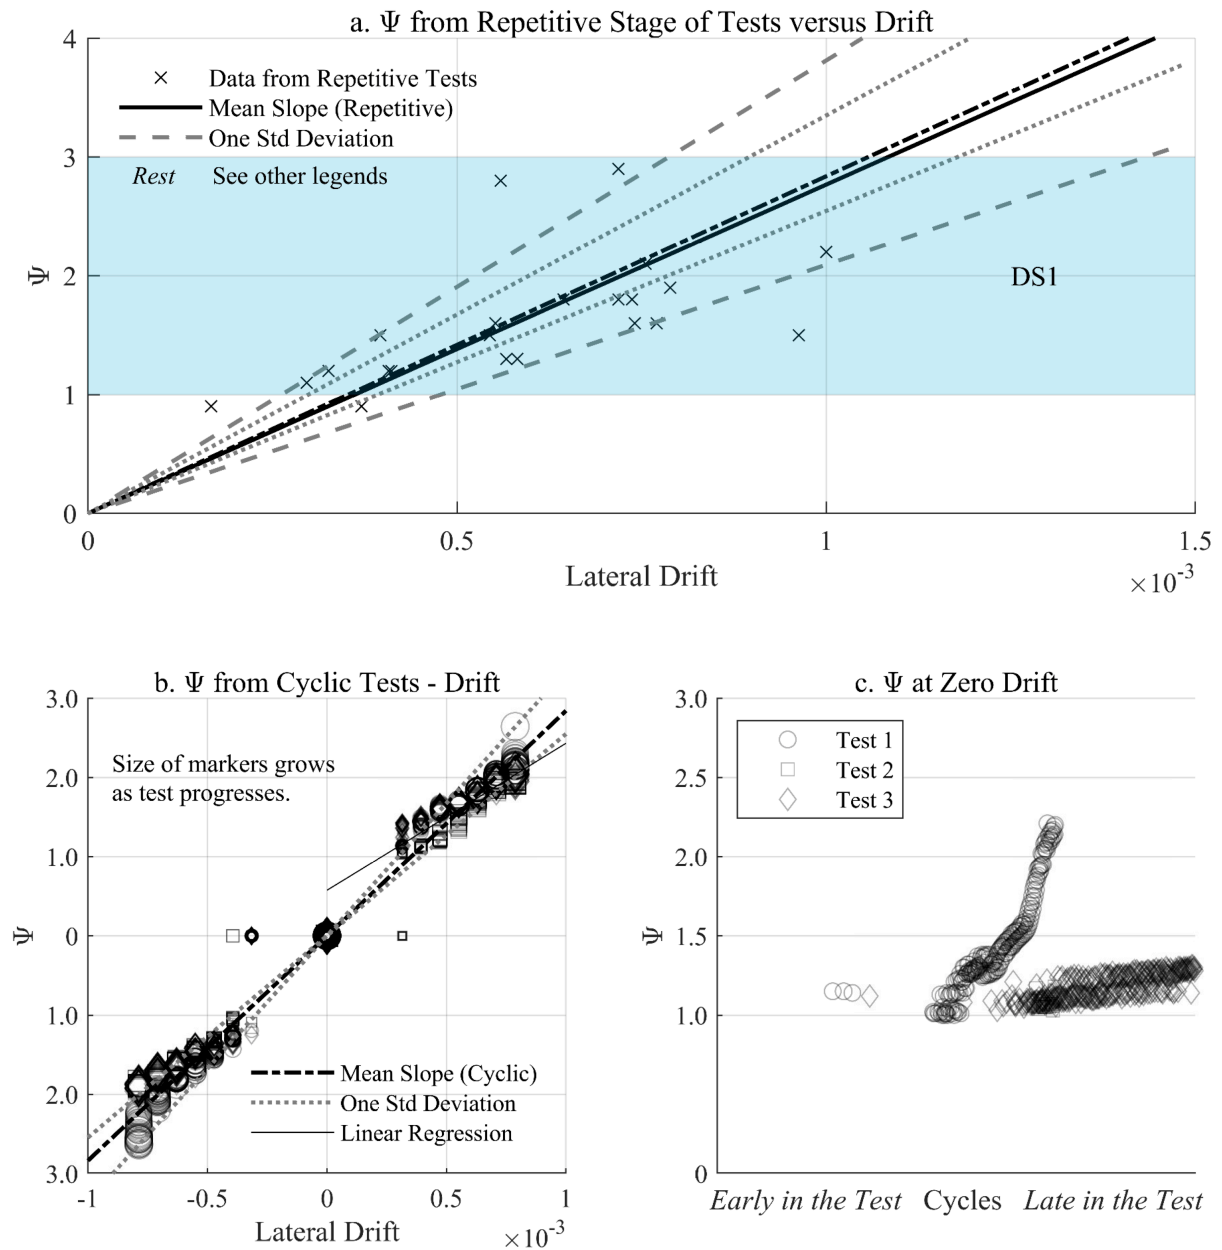 a. Ψ from Repetitive Stage of Tests versus Drift
4
3
2
1
0
Ψ
Data from Repetitive Tests
Mean Slope (Repetitive)
One Std Deviation
Rest See other legends
DS1
0 0.5 1 1.5
Lateral Drift
×10⁻³
b. Ψ from Cyclic Tests - Drift
3.0
2.0
1.0
0
1.0
2.0
3.0
Ψ
Size of markers grows
as test progresses.
Mean Slope (Cyclic)
One Std Deviation
Linear Regression
-1 -0.5 0 0.5 1
Lateral Drift
×10⁻³
c. Ψ at Zero Drift
3.0
2.5
2.0
1.5
1.0
0
Ψ
Test 1
Test 2
Test 3
Early in the Test Cycles Late in the Test